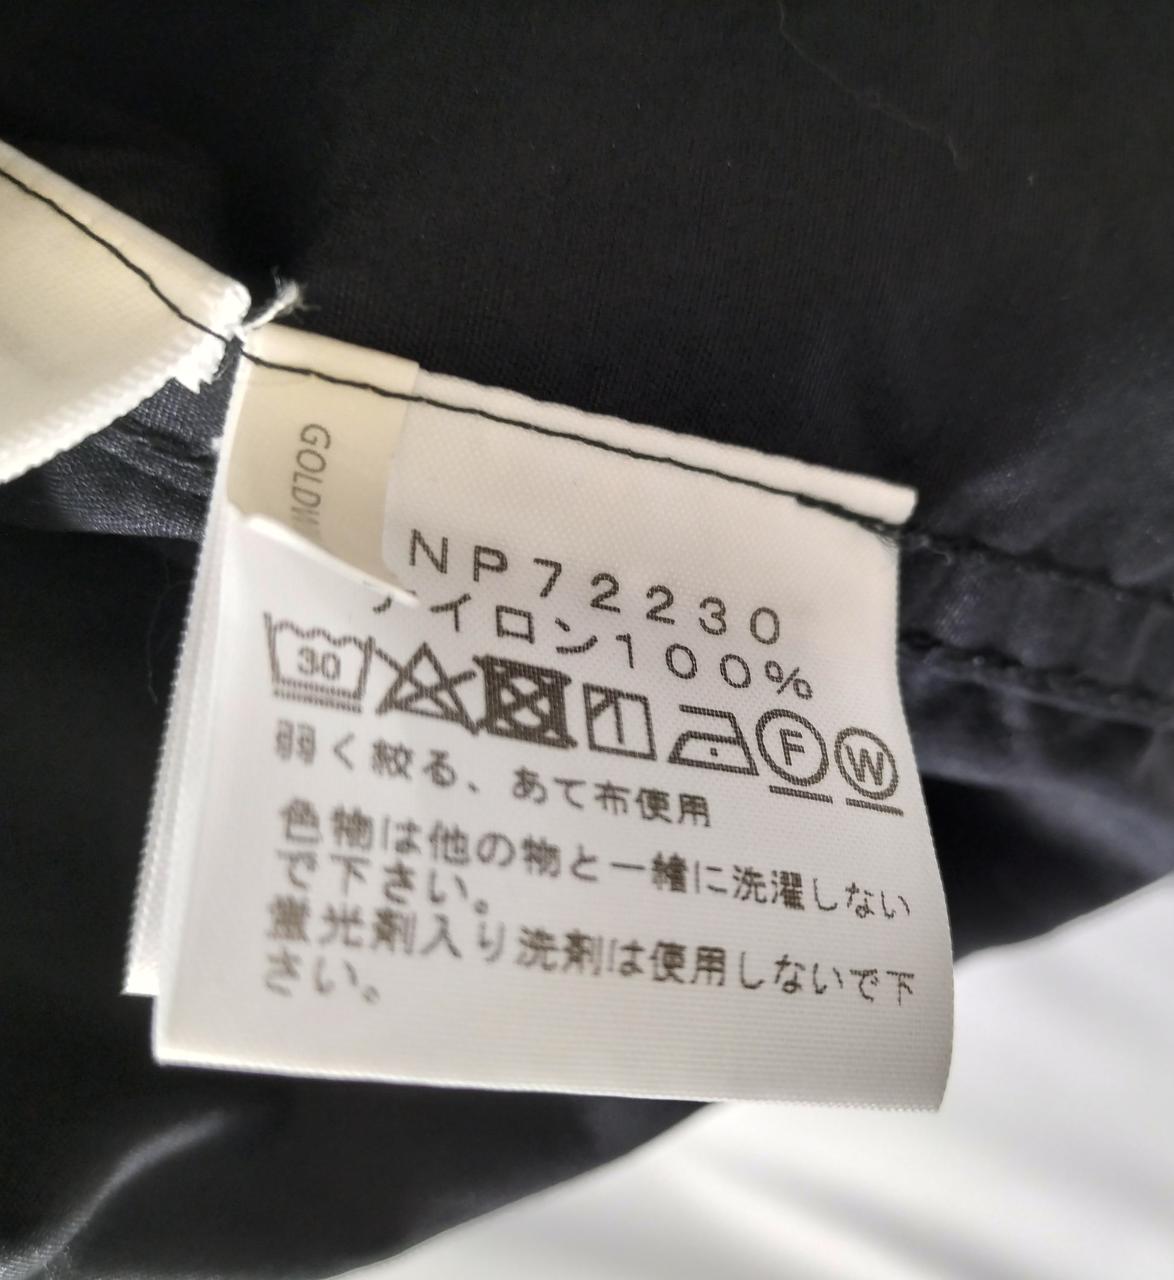 GOLDW
NP72230
ナイロン100%
30
F
W
弱く絞る、あて布使用
色物は他の物と一緒に洗濯しない
で下さい。
蛍光剤入り洗剤は使用しないで下
さい。